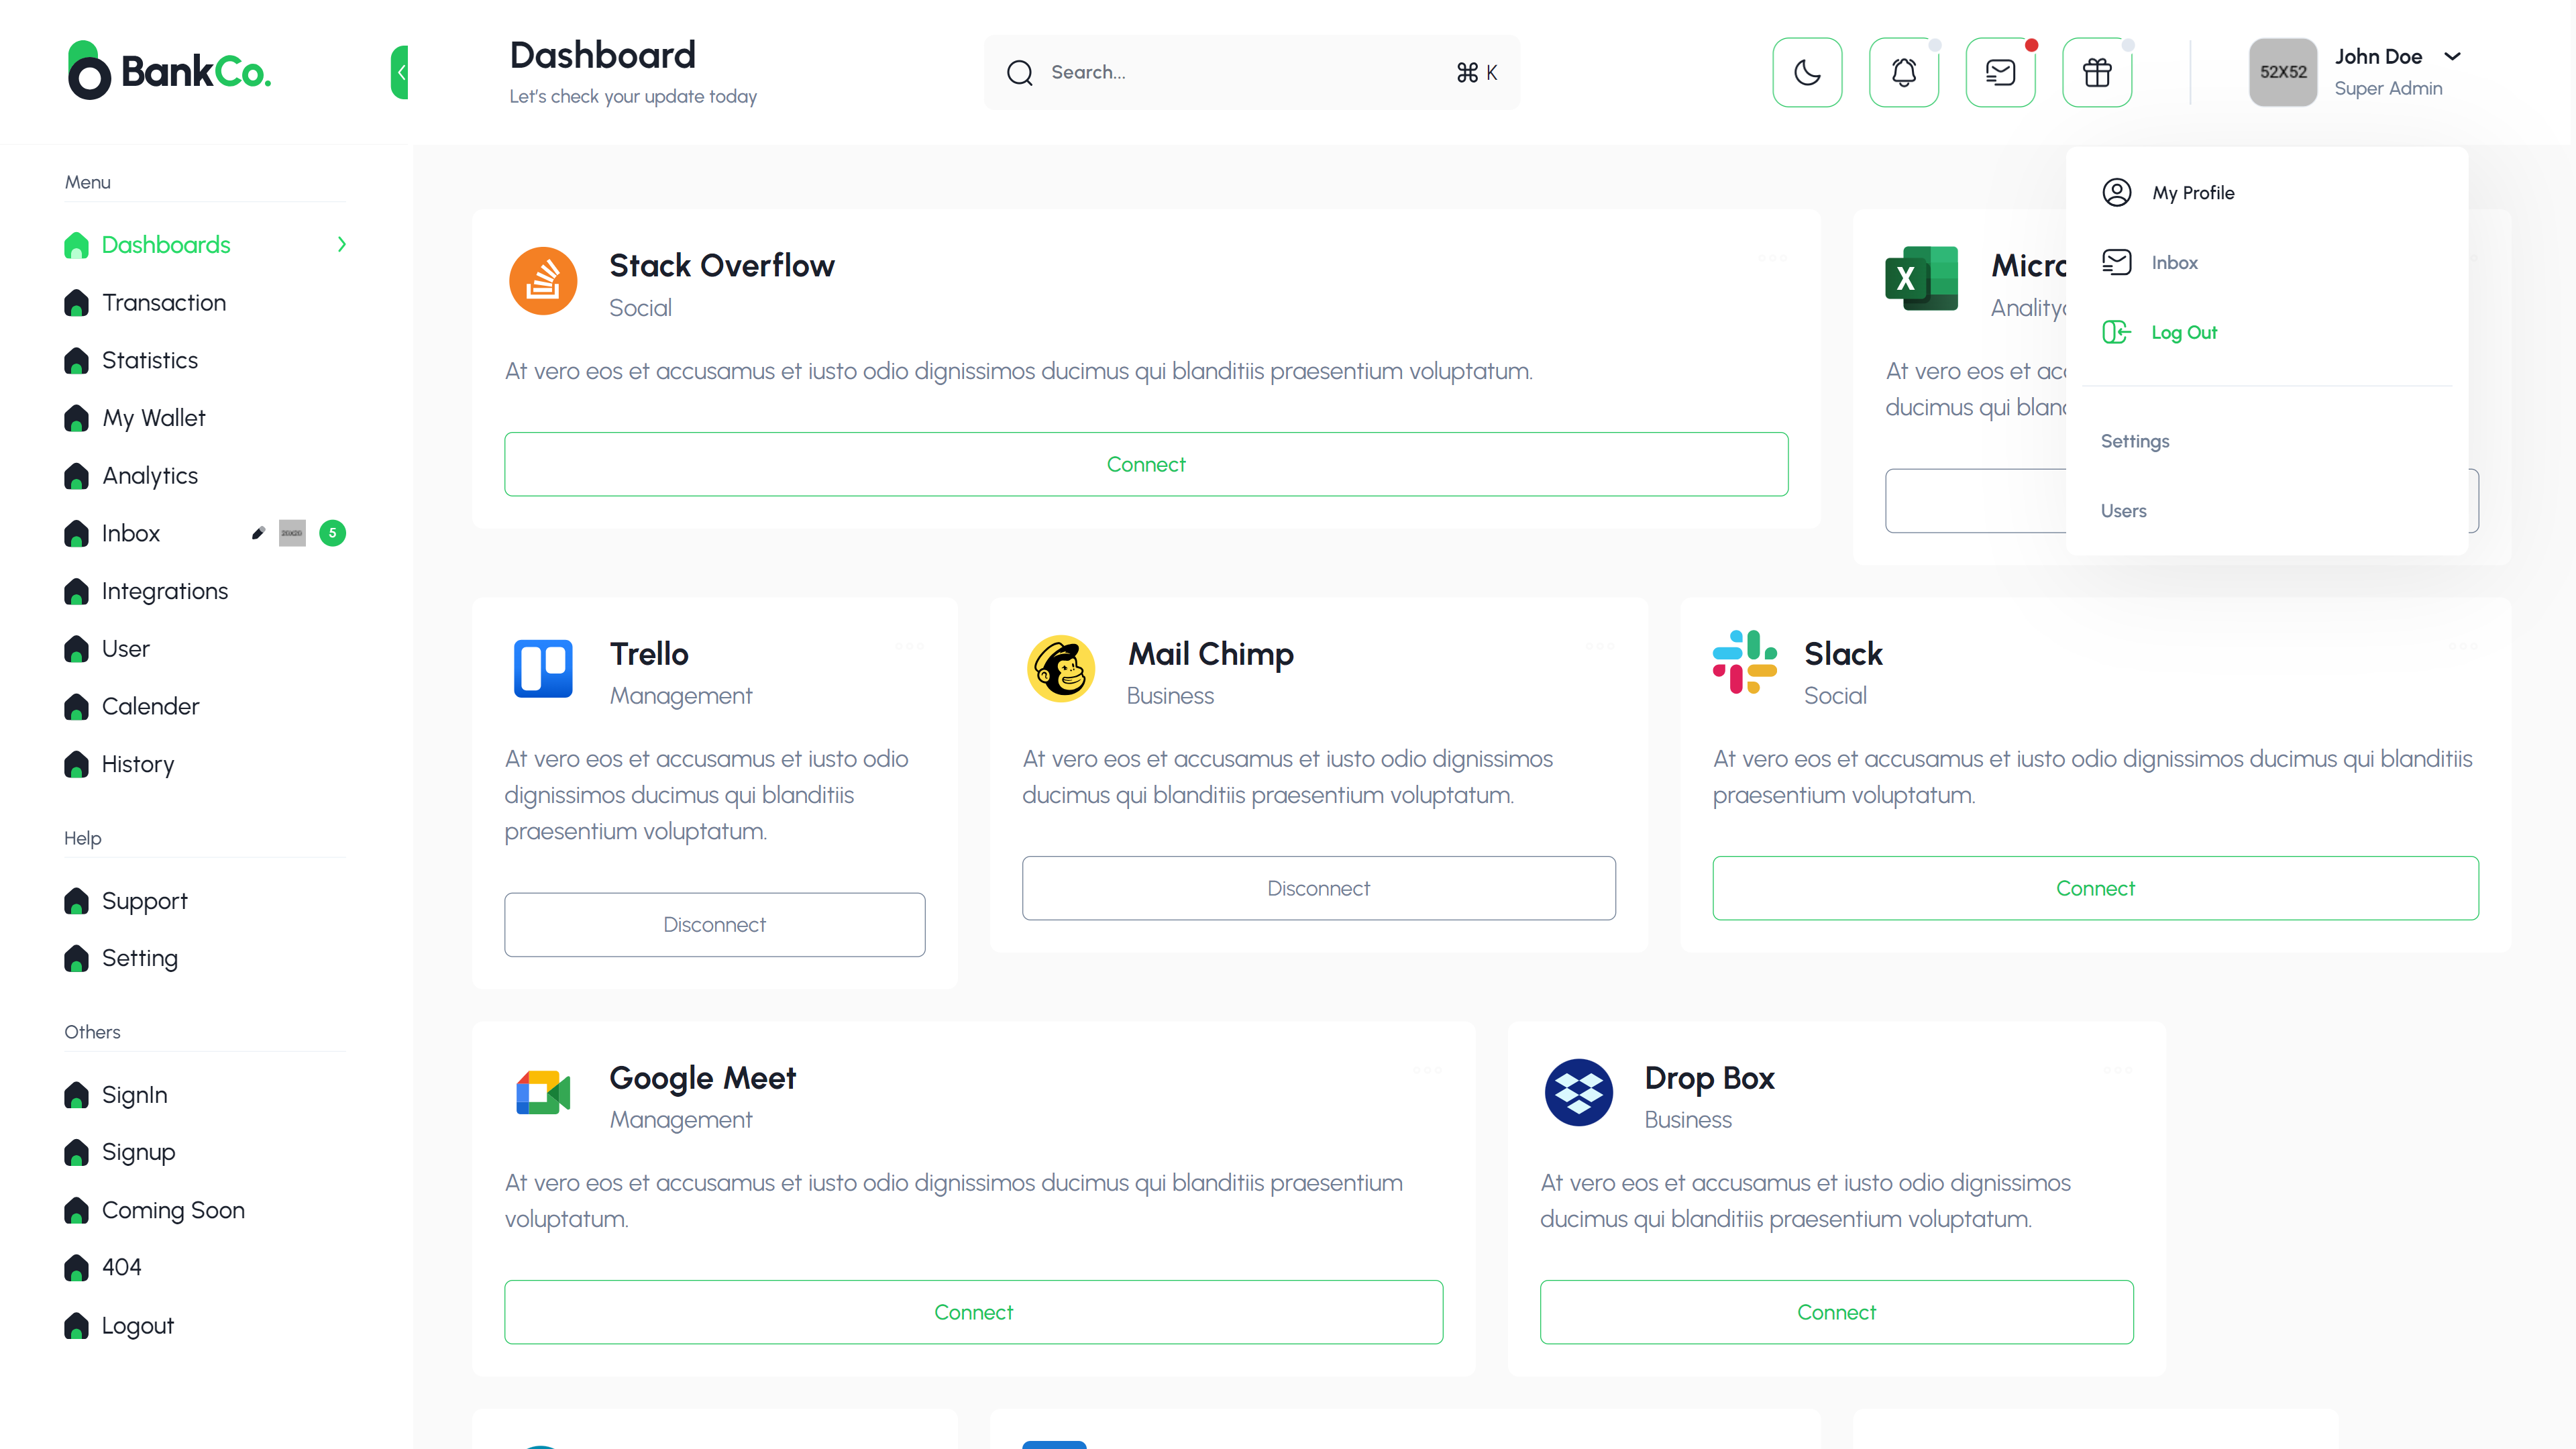 BankCo.
Dashboard
Let's check your update today
Search...
⌘ K
52X52
John Doe
Super Admin
Menu
Dashboards
Transaction
Statistics
My Wallet
Analytics
Inbox
5
Integrations
User
Calender
History
Help
Support
Setting
Others
SignIn
Signup
Coming Soon
404
Logout
My Profile
Inbox
Log Out
Settings
Users
Stack Overflow
Social
At vero eos et accusamus et iusto odio dignissimos ducimus qui blanditiis praesentium voluptatum.
Connect
X
Micro
Analityc
At vero eos et acc
ducimus qui bland
Trello
Management
At vero eos et accusamus et iusto odio
dignissimos ducimus qui blanditiis
praesentium voluptatum.
Disconnect
Mail Chimp
Business
At vero eos et accusamus et iusto odio dignissimos
ducimus qui blanditiis praesentium voluptatum.
Disconnect
Slack
Social
At vero eos et accusamus et iusto odio dignissimos ducimus qui blanditiis
praesentium voluptatum.
Connect
Google Meet
Management
At vero eos et accusamus et iusto odio dignissimos ducimus qui blanditiis praesentium
voluptatum.
Connect
Drop Box
Business
At vero eos et accusamus et iusto odio dignissimos
ducimus qui blanditiis praesentium voluptatum.
Connect